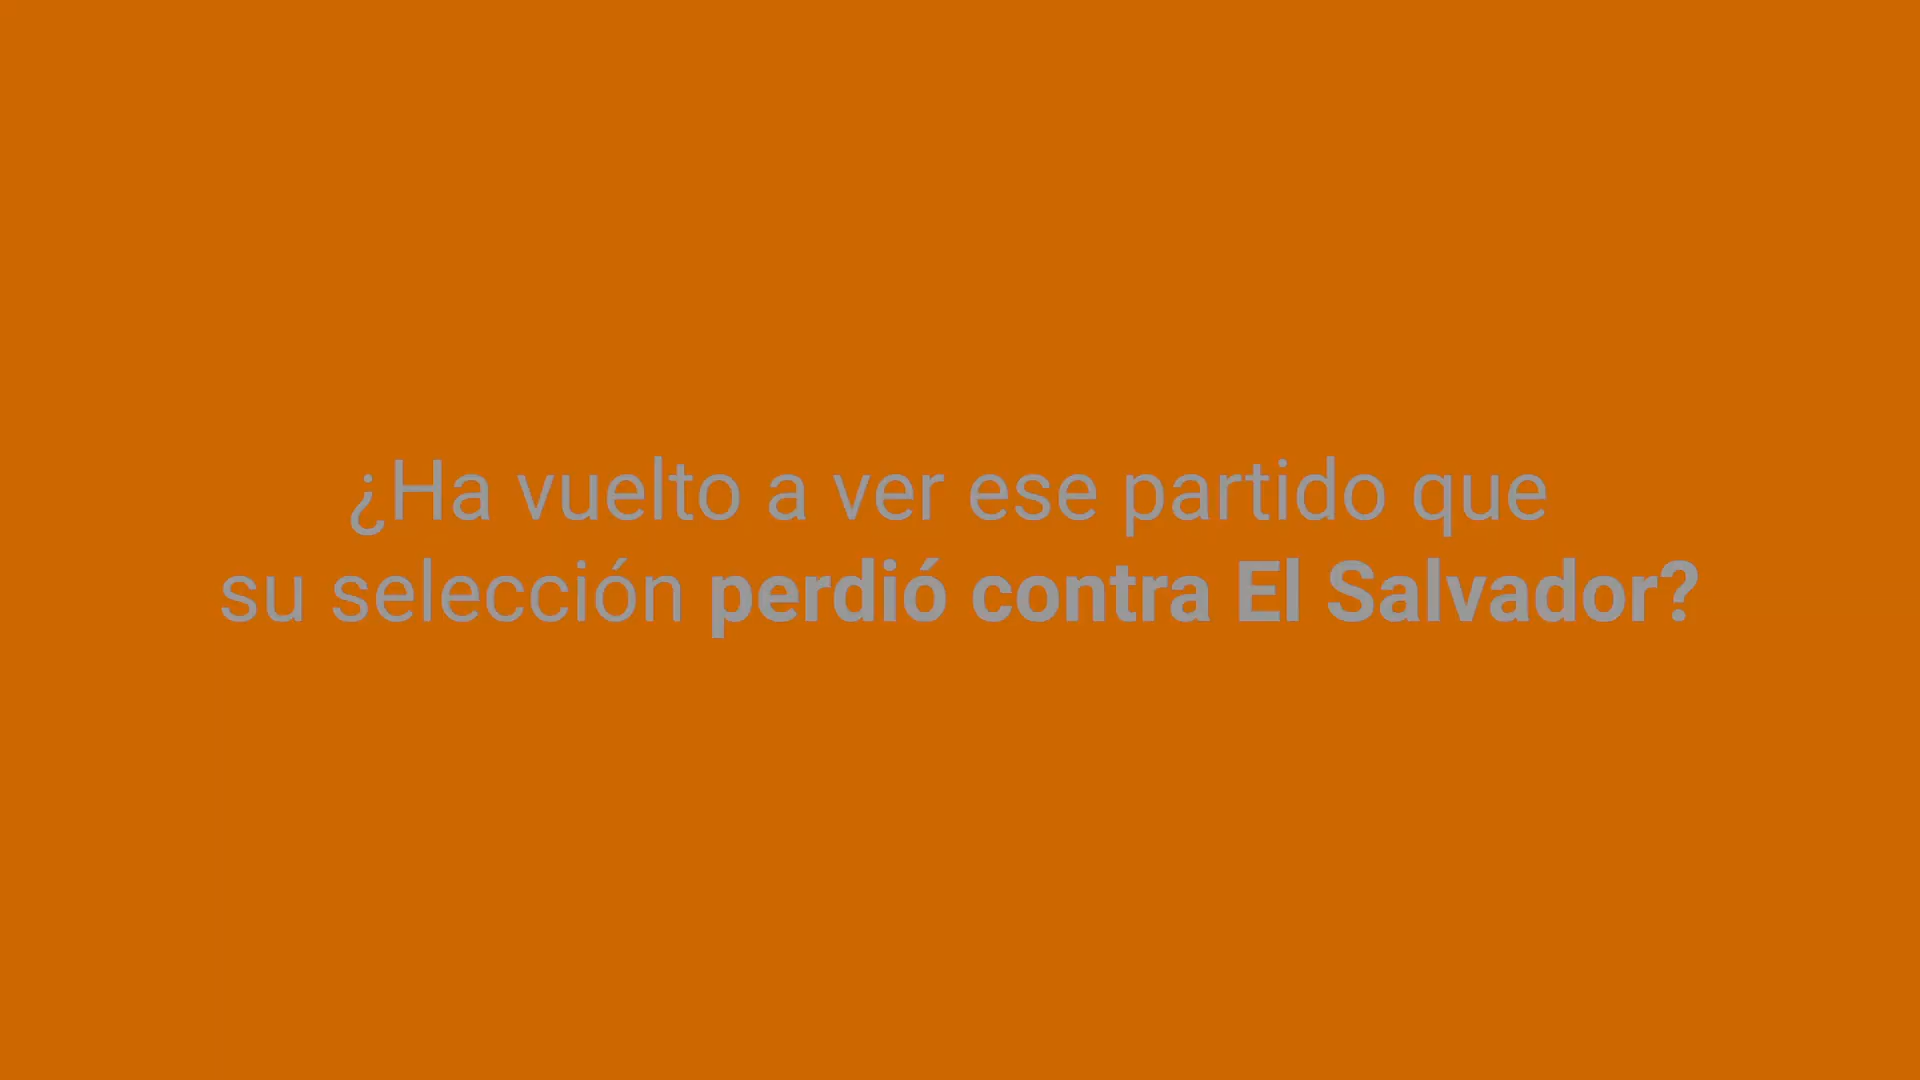 ¿Ha vuelto a ver ese partido que
su selección perdió contra El Salvador?